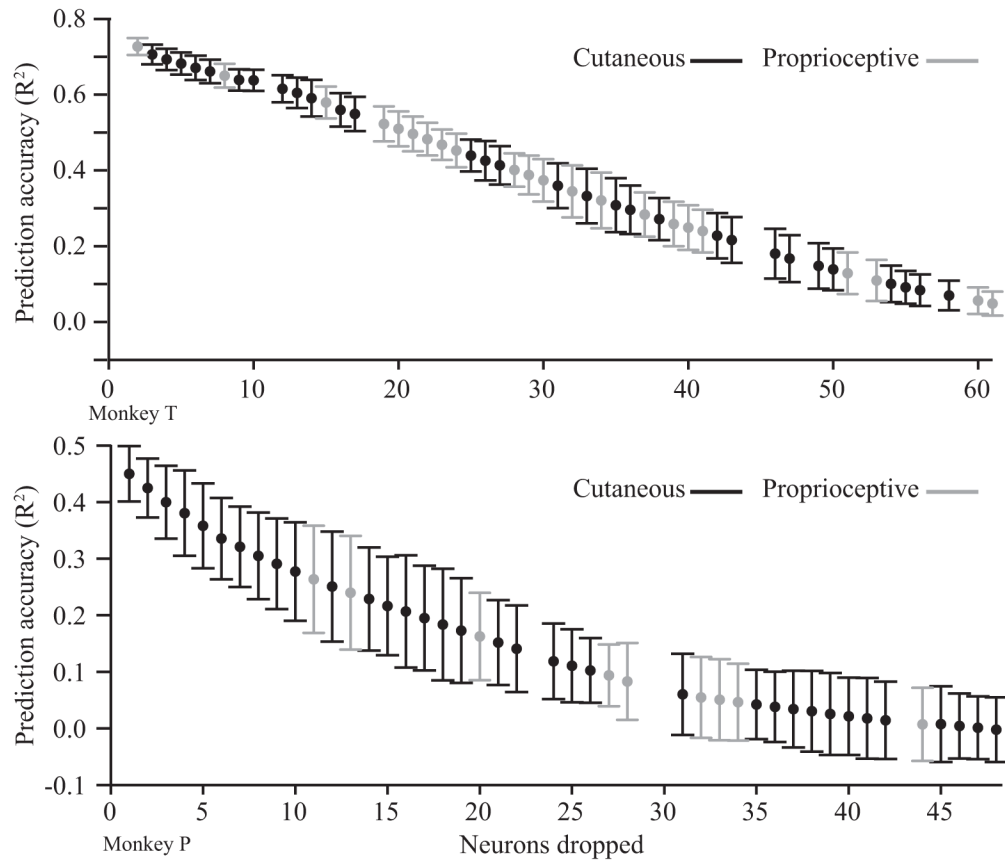 0.8
Cutaneous Proprioceptive
0.6
0.4
0.2
0.0
Prediction accuracy (R²)
0 10 20 30 40 50 60
Monkey T
0.5
Cutaneous Proprioceptive
0.4
0.3
0.2
0.1
0.0
-0.1
Prediction accuracy (R²)
0 5 10 15 20 25 30 35 40 45
Monkey P Neurons dropped